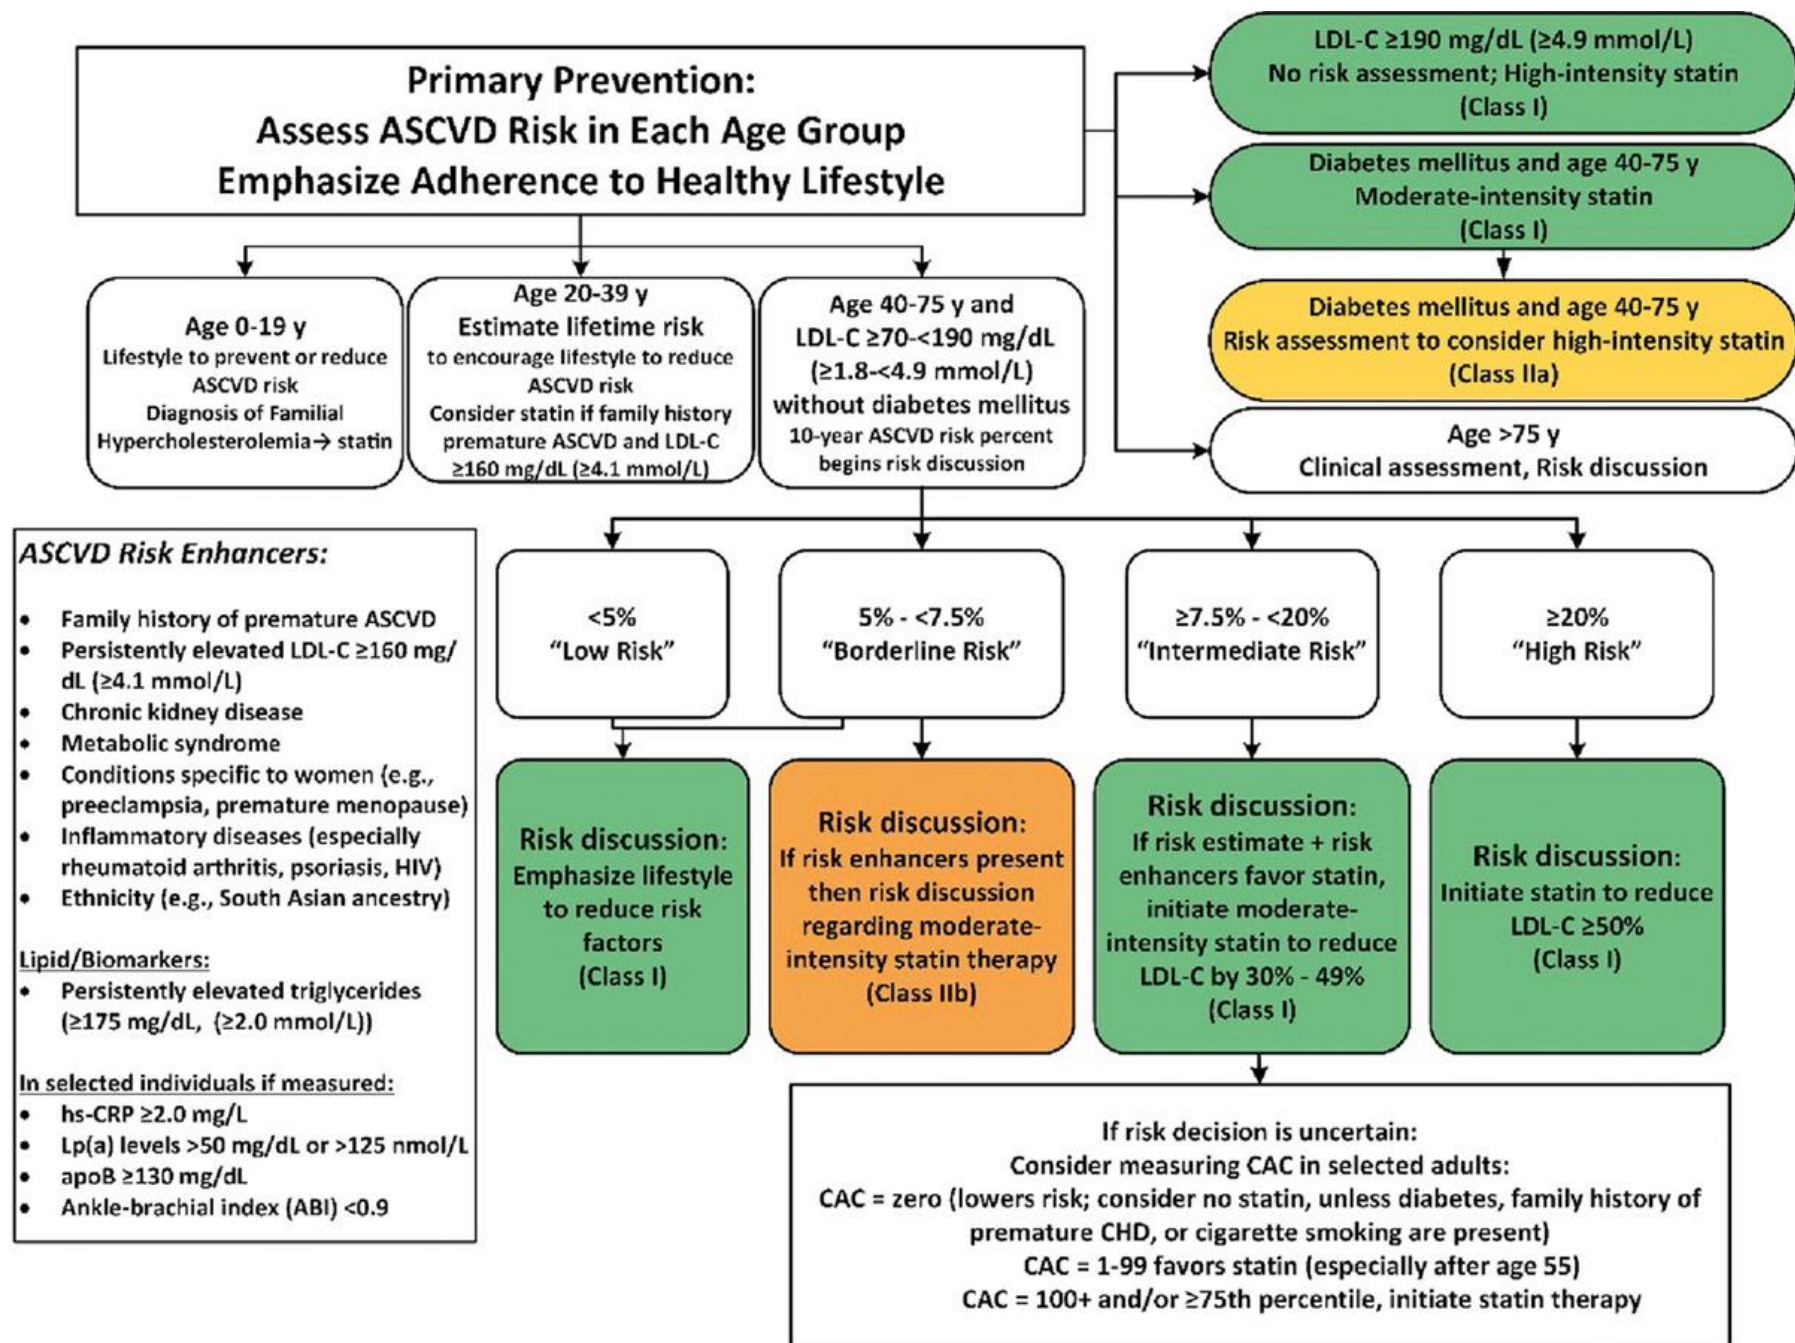 Primary Prevention:
Assess ASCVD Risk in Each Age Group
Emphasize Adherence to Healthy Lifestyle
LDL-C ≥190 mg/dL (≥4.9 mmol/L)
No risk assessment; High-intensity statin
(Class I)
Diabetes mellitus and age 40-75 y
Moderate-intensity statin
(Class I)
Diabetes mellitus and age 40-75 y
Risk assessment to consider high-intensity statin
(Class IIa)
Age >75 y
Clinical assessment, Risk discussion
Age 0-19 y
Lifestyle to prevent or reduce
ASCVD risk
Diagnosis of Familial
Hypercholesterolemia→ statin
Age 20-39 y
Estimate lifetime risk
to encourage lifestyle to reduce
ASCVD risk
Consider statin if family history
premature ASCVD and LDL-C
≥160 mg/dL (≥4.1 mmol/L)
Age 40-75 y and
LDL-C ≥70-<190 mg/dL
(≥1.8-<4.9 mmol/L)
without diabetes mellitus
10-year ASCVD risk percent
begins risk discussion
ASCVD Risk Enhancers:
• Family history of premature ASCVD
• Persistently elevated LDL-C ≥160 mg/
dL (≥4.1 mmol/L)
• Chronic kidney disease
• Metabolic syndrome
• Conditions specific to women (e.g.,
preeclampsia, premature menopause)
• Inflammatory diseases (especially
rheumatoid arthritis, psoriasis, HIV)
• Ethnicity (e.g., South Asian ancestry)
Lipid/Biomarkers:
• Persistently elevated triglycerides
(≥175 mg/dL, (≥2.0 mmol/L))
In selected individuals if measured:
• hs-CRP ≥2.0 mg/L
• Lp(a) levels >50 mg/dL or >125 nmol/L
• apoB ≥130 mg/dL
• Ankle-brachial index (ABI) <0.9
<5%
“Low Risk”
5% - <7.5%
“Borderline Risk”
≥7.5% - <20%
“Intermediate Risk”
≥20%
“High Risk”
Risk discussion:
Emphasize lifestyle
to reduce risk
factors
(Class I)
Risk discussion:
If risk enhancers present
then risk discussion
regarding moderate-
intensity statin therapy
(Class IIb)
Risk discussion:
If risk estimate + risk
enhancers favor statin,
initiate moderate-
intensity statin to reduce
LDL-C by 30% - 49%
(Class I)
Risk discussion:
Initiate statin to reduce
LDL-C ≥50%
(Class I)
If risk decision is uncertain:
Consider measuring CAC in selected adults:
CAC = zero (lowers risk; consider no statin, unless diabetes, family history of
premature CHD, or cigarette smoking are present)
CAC = 1-99 favors statin (especially after age 55)
CAC = 100+ and/or ≥75th percentile, initiate statin therapy